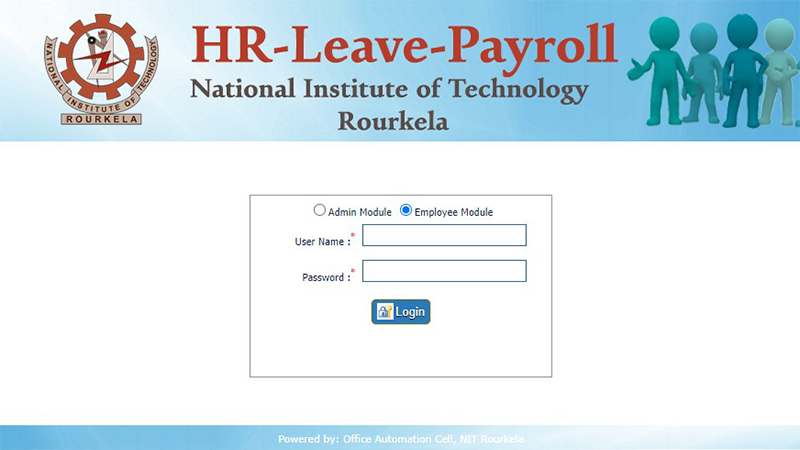 HR-Leave-Payroll
National Institute of Technology
Rourkela
NATIONAL INSTITUTE OF TECHNOLOGY
ROURKELA
Admin Module Employee Module
User Name :*
Password :*
Login
Powered by: Office Automation Cell, NIT Rourkela